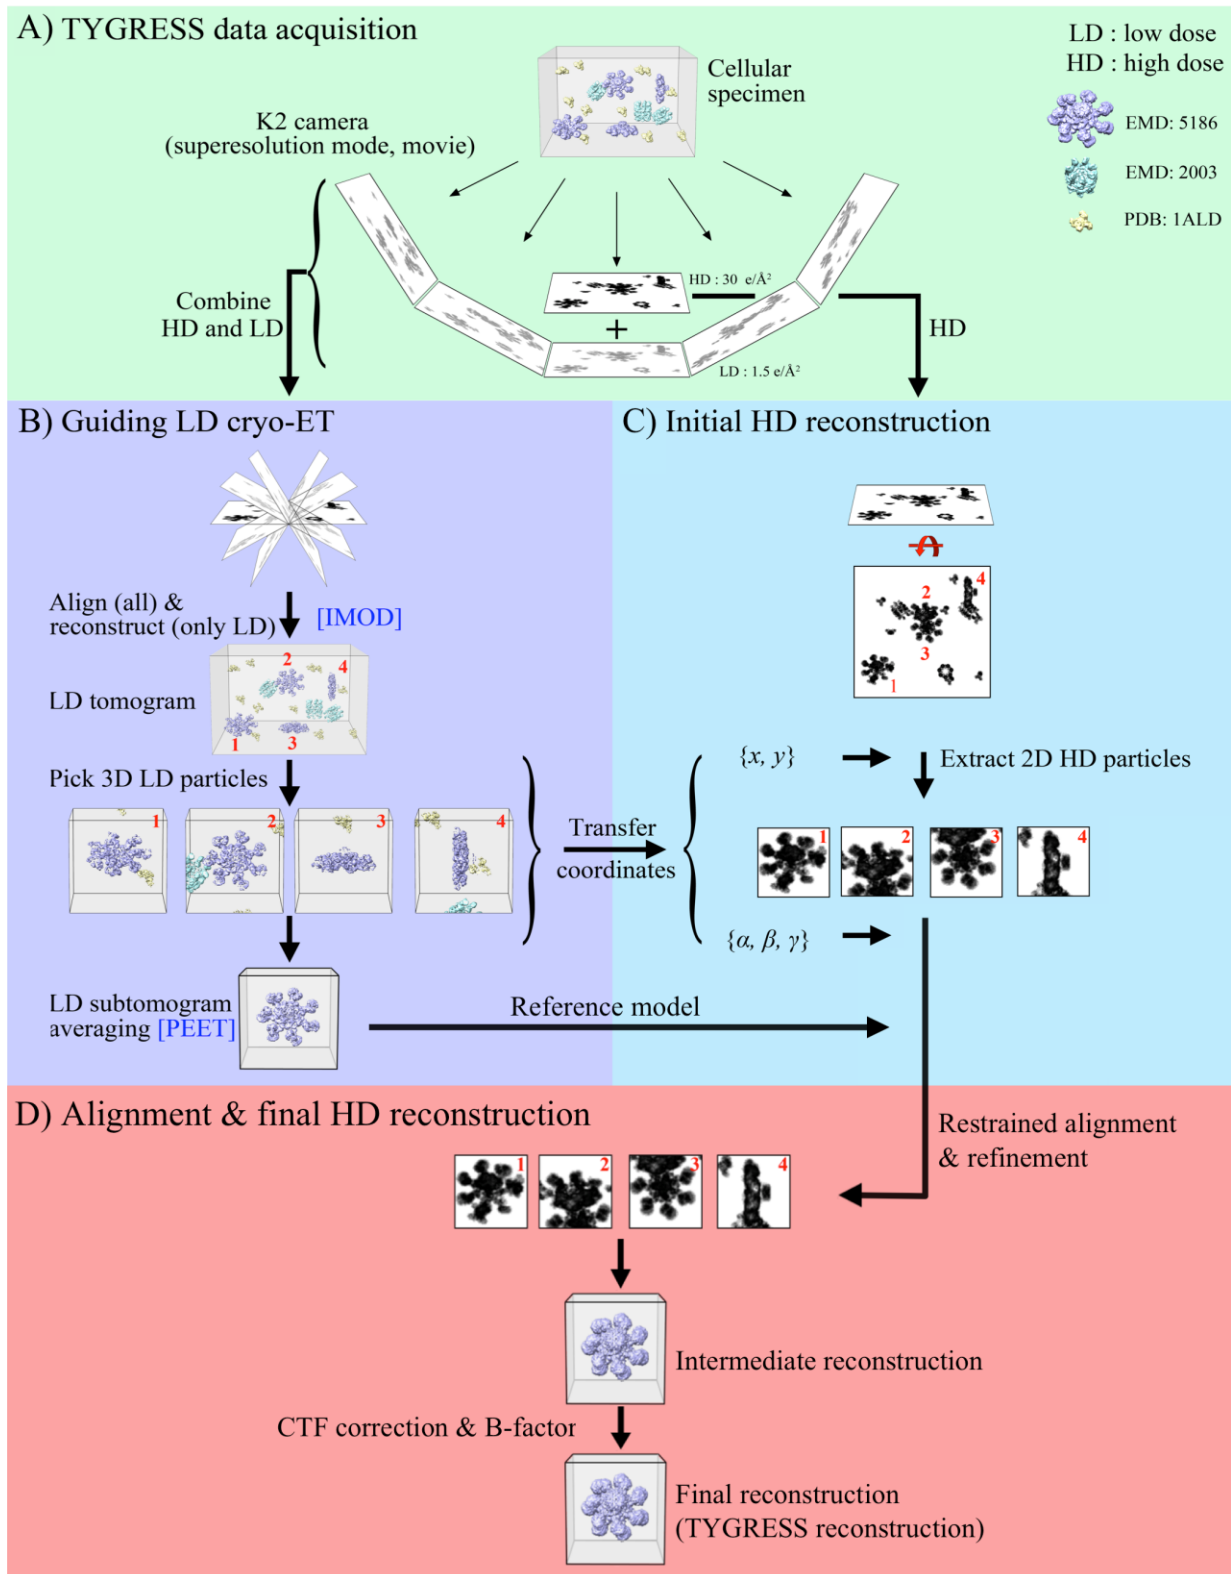 A) TYGRESS data acquisition
LD : low dose
HD : high dose
EMD: 5186
EMD: 2003
PDB: 1ALD
Cellular
specimen
K2 camera
(superesolution mode, movie)
HD : 30 e/Å²
+
LD : 1.5 e/Å²
Combine
HD and LD
HD
B) Guiding LD cryo-ET
Align (all) &
reconstruct (only LD)
[IMOD]
2
4
LD tomogram
1
3
Pick 3D LD particles
1
2
3
4
Transfer
coordinates
LD subtomogram
averaging [PEET]
Reference model
C) Initial HD reconstruction
4
2
3
1
{x, y}
Extract 2D HD particles
1
2
3
4
{α, β, γ}
D) Alignment & final HD reconstruction
Restrained alignment
& refinement
1
2
3
4
Intermediate reconstruction
CTF correction & B-factor
Final reconstruction
(TYGRESS reconstruction)